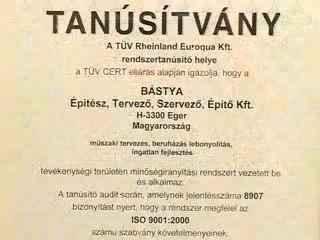 TANÚSÍTVÁNY
A TÜV Rheinland Euroqua Kft.
rendszertanúsító helye
a TÜV CERT eljárás alapján igazolja, hogy a
BÁSTYA
Építész, Tervező, Szervező, Építő Kft.
H-3300 Eger
Magyarország
műszaki tervezés, beruházás lebonyolítás,
ingatlan fejlesztés
tevékenységi területen minőségirányítási rendszert vezetett be
és alkalmaz.
A tanúsító audit során, amelynek jelentésszáma 8907
bizonyítást nyert, hogy a rendszer megfelel az
ISO 9001:2000
számú szabvány követelményeinek.